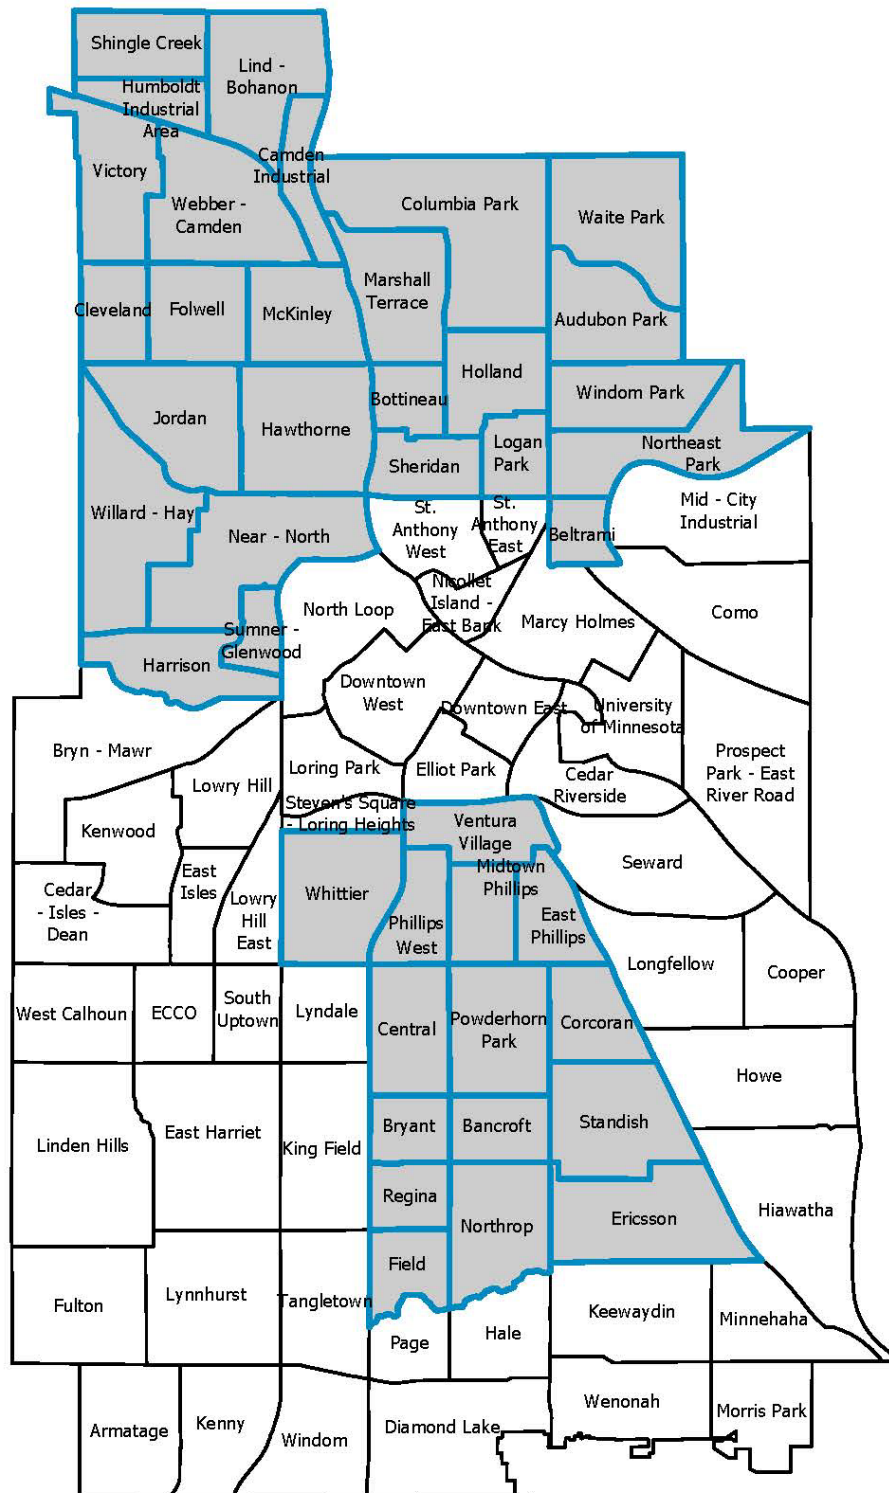 Shingle Creek
Lind -
Bohanon
Humboldt
Industrial
Area
Victory
Camden
Industrial
Webber -
Camden
Columbia Park
Waite Park
Marshall
Terrace
Cleveland
Folwell
McKinley
Audubon Park
Holland
Bottineau
Windom Park
Jordan
Hawthorne
Logan
Park
Northeast
Park
Sheridan
Willard - Hay
Near - North
St.
Anthony
West
St.
Anthony
East
Beltrami
Mid - City
Industrial
Nicollet
Island -
East Bank
North Loop
Marcy Holmes
Como
Sumner -
Glenwood
Harrison
Downtown
West
Downtown East
University
of Minnesota
Bryn - Mawr
Prospect
Park - East
River Road
Loring Park
Elliot Park
Cedar
Riverside
Lowry Hill
Steven's Square
- Loring Heights
Kenwood
Ventura
Village
Seward
East
Isles
Midtown
Phillips
Cedar
- Isles -
Dean
Whittier
Lowry
Hill
East
Phillips
West
East
Phillips
Longfellow
Cooper
West Calhoun
ECCO
South
Uptown
Lyndale
Central
Powderhorn
Park
Corcoran
Howe
Linden Hills
East Harriet
King Field
Bryant
Bancroft
Standish
Regina
Northrop
Ericsson
Hiawatha
Field
Fulton
Lynnhurst
Tangletown
Keewaydin
Minnehaha
Page
Hale
Wenonah
Morris Park
Armatage
Kenny
Windom
Diamond Lake